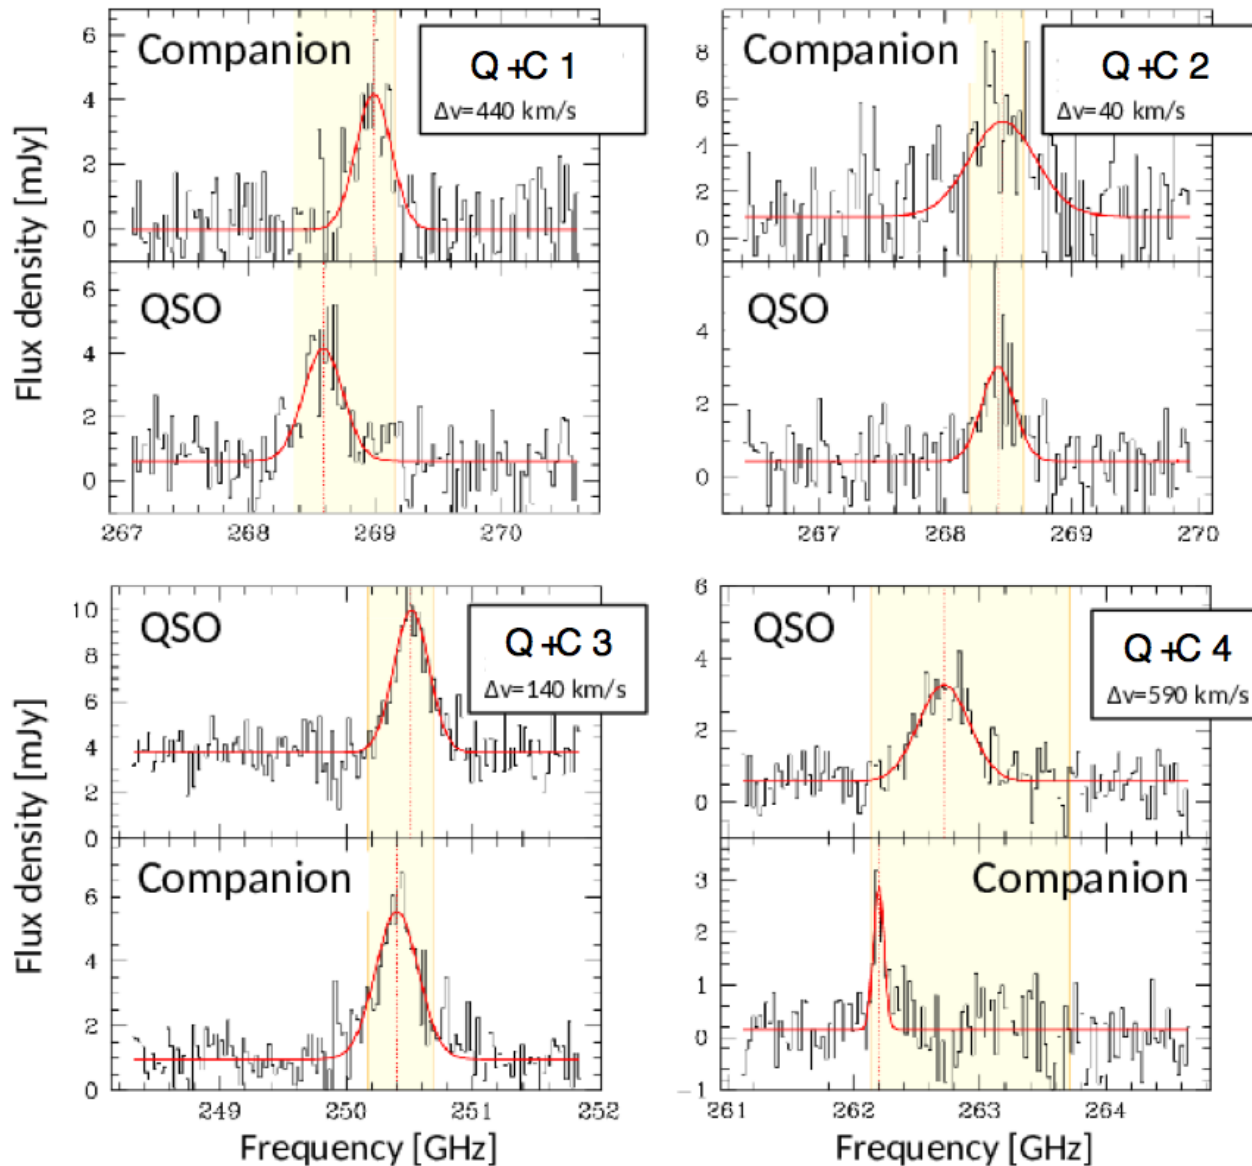 Companion
Q +C 1
Δv=440 km/s
6
4
2
0
QSO
6
4
2
0
267
268
269
270
Flux density [mJy]
Companion
Q +C 2
Δv=40 km/s
8
6
4
2
0
QSO
4
2
0
267
268
269
270
QSO
Q +C 3
Δv=140 km/s
10
8
6
4
2
0
Companion
6
4
2
0
249
250
251
252
Flux density [mJy]
Frequency [GHz]
QSO
Q +C 4
Δv=590 km/s
6
4
2
0
Companion
3
2
1
0
−1
261
262
263
264
Frequency [GHz]